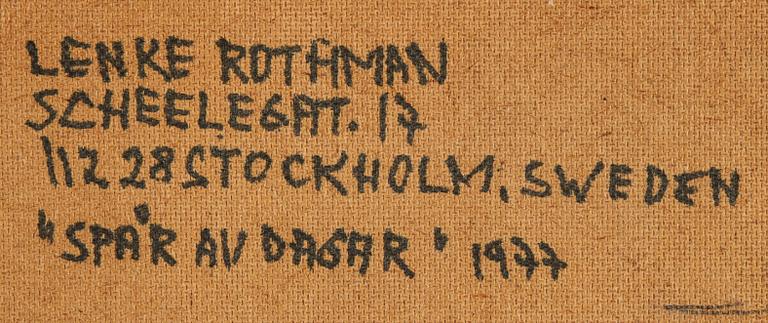 LENKE ROTHMAN
SCHEELEGAT. 17
112 28 STOCKHOLM, SWEDEN
"SPÅR AV DAGAR" 1977